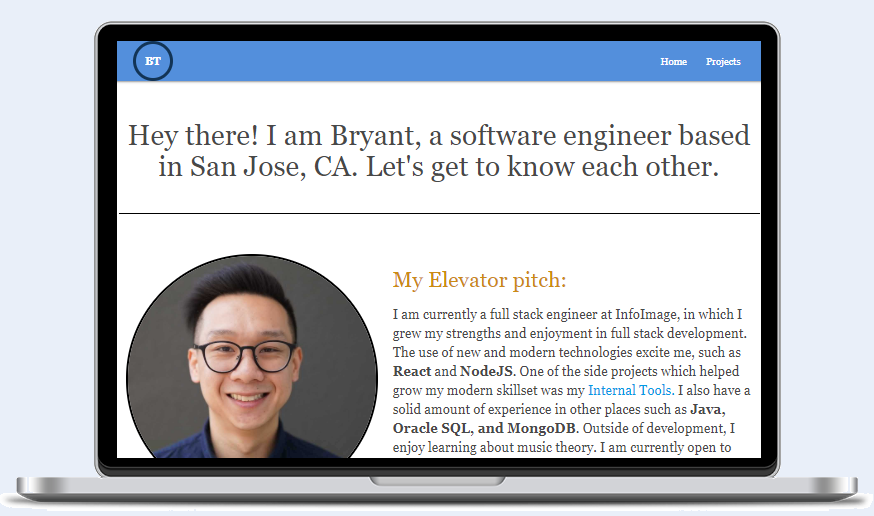 BT
Home Projects
Hey there! I am Bryant, a software engineer based
in San Jose, CA. Let's get to know each other.
My Elevator pitch:
I am currently a full stack engineer at InfoImage, in which I
grew my strengths and enjoyment in full stack development.
The use of new and modern technologies excite me, such as
React and NodeJS. One of the side projects which helped
grow my modern skillset was my Internal Tools. I also have a
solid amount of experience in other places such as Java,
Oracle SQL, and MongoDB. Outside of development, I
enjoy learning about music theory. I am currently open to